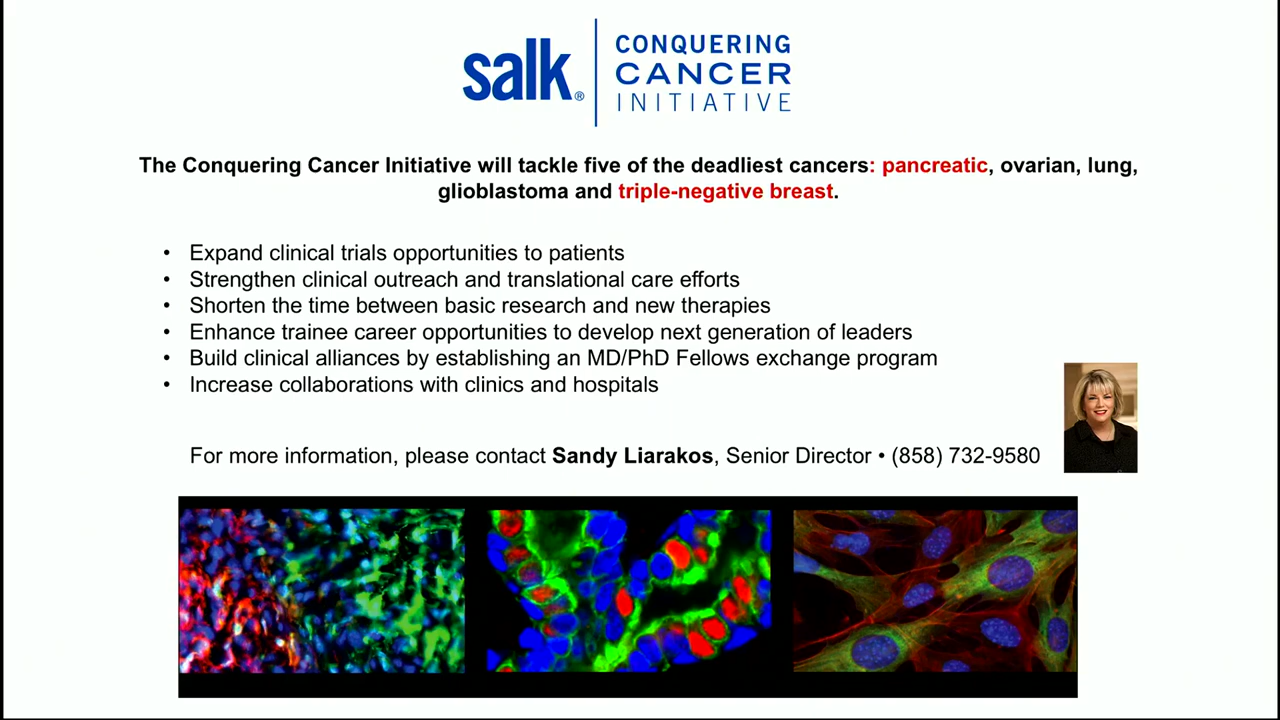 salk®
CONQUERING
CANCER
INITIATIVE
The Conquering Cancer Initiative will tackle five of the deadliest cancers: pancreatic, ovarian, lung,
glioblastoma and triple-negative breast.
• Expand clinical trials opportunities to patients
• Strengthen clinical outreach and translational care efforts
• Shorten the time between basic research and new therapies
• Enhance trainee career opportunities to develop next generation of leaders
• Build clinical alliances by establishing an MD/PhD Fellows exchange program
• Increase collaborations with clinics and hospitals
For more information, please contact Sandy Liarakos, Senior Director • (858) 732-9580